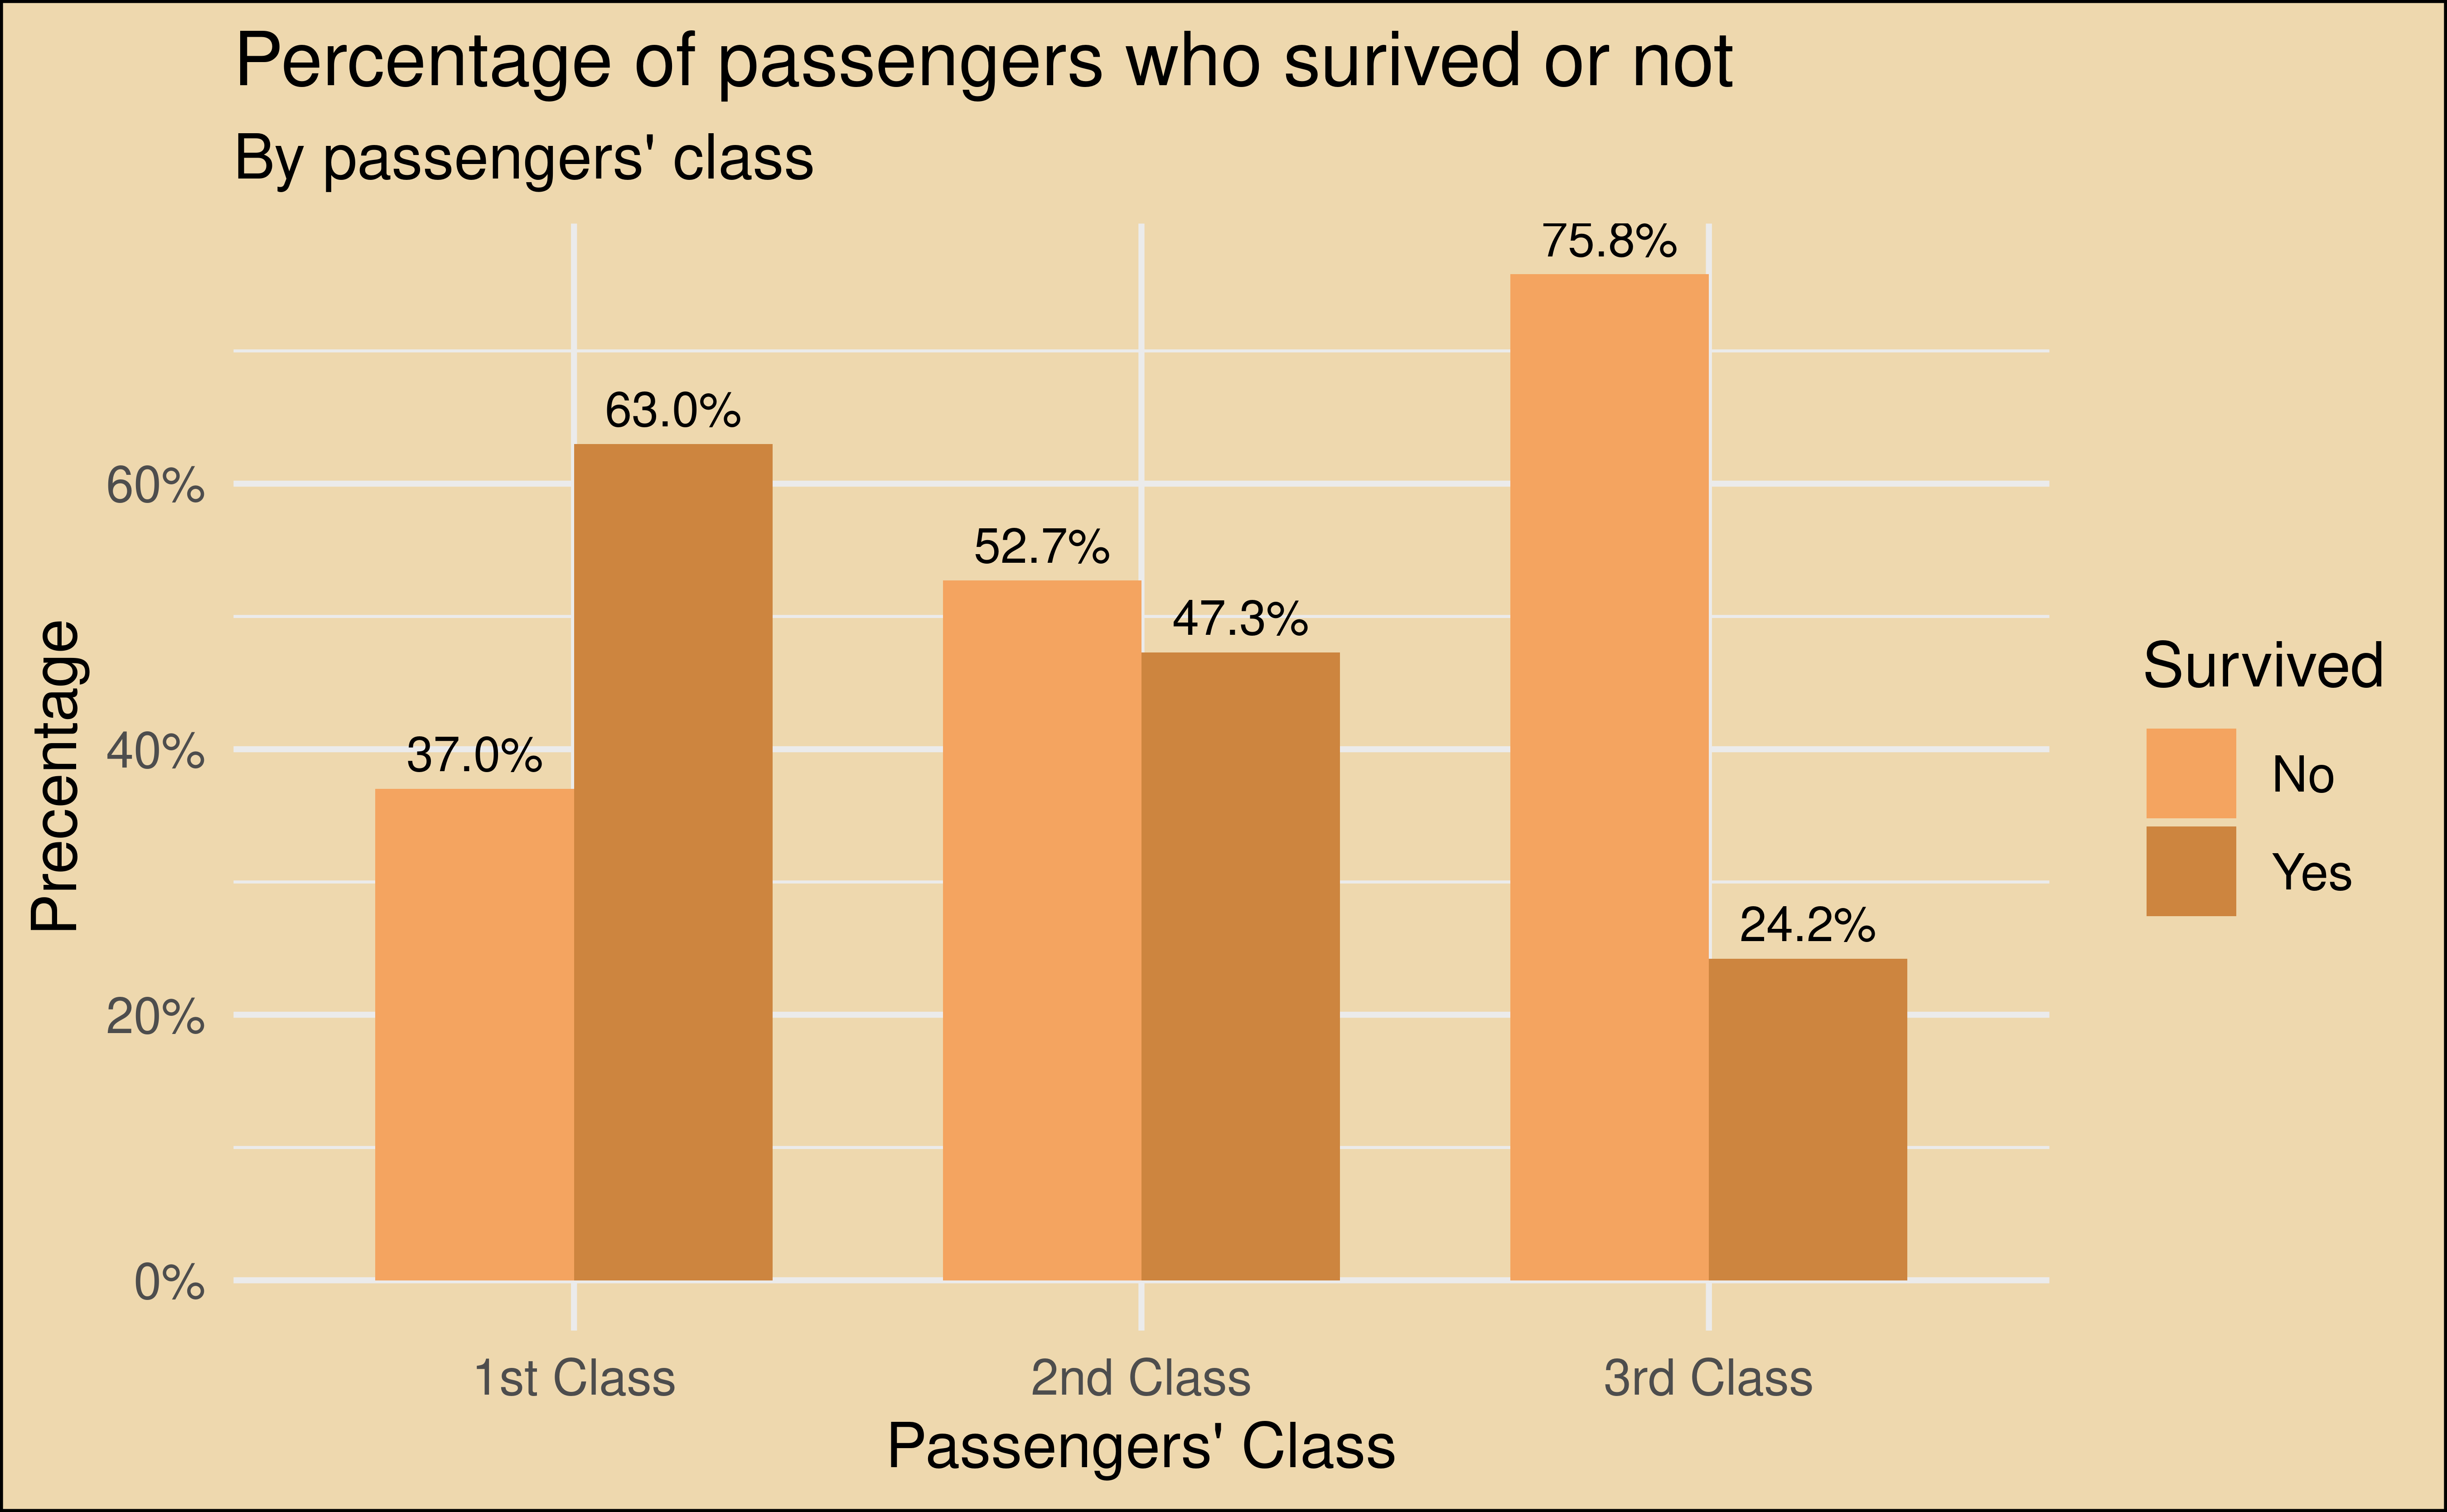 Percentage of passengers who surived or not
By passengers' class
75.8%
63.0%
60%
52.7%
47.3%
Survived
37.0%
40%
No
Yes
24.2%
20%
0%
Precentage
1st Class
2nd Class
3rd Class
Passengers' Class